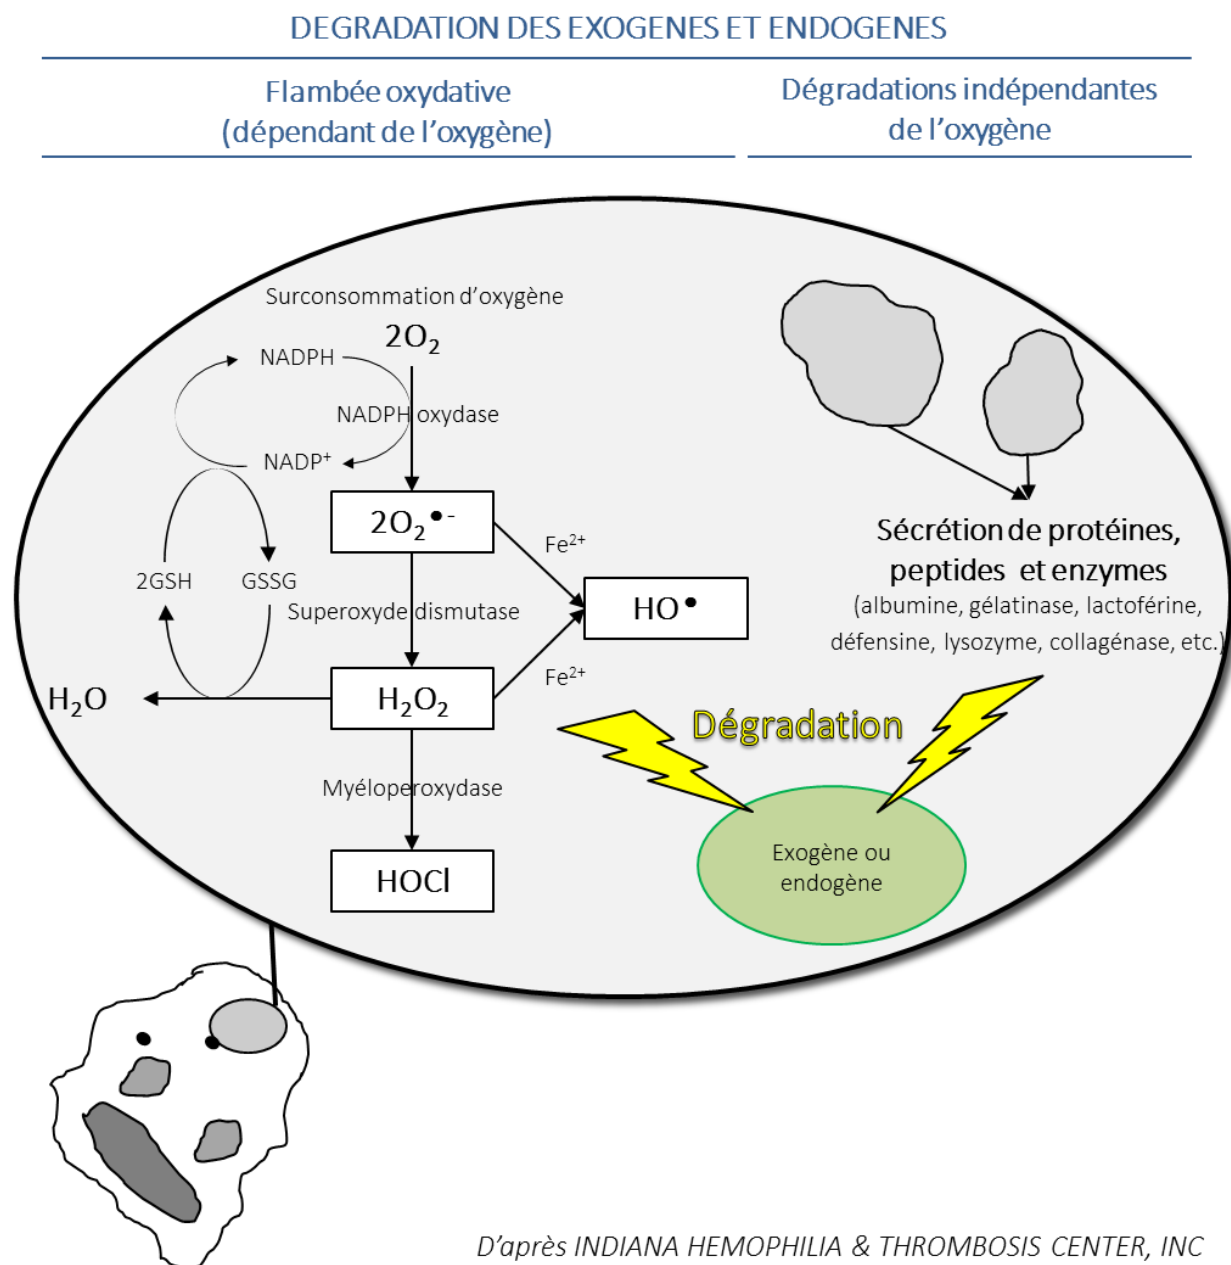 DEGRADATION DES EXOGENES ET ENDOGENES
Flambée oxydative
(dépendant de l’oxygène)
Dégradations indépendantes
de l’oxygène
Surconsommation d’oxygène
2O₂
NADPH
NADPH oxydase
NADP⁺
2O₂•⁻
Fe²⁺
2GSH
GSSG
Superoxyde dismutase
HO•
Fe²⁺
H₂O
H₂O₂
Myéloperoxydase
HOCl
Sécrétion de protéines,
peptides et enzymes
(albumine, gélatinase, lactoférine,
défensine, lysozyme, collagénase, etc.)
Dégradation
Exogène ou
endogène
D’après INDIANA HEMOPHILIA & THROMBOSIS CENTER, INC